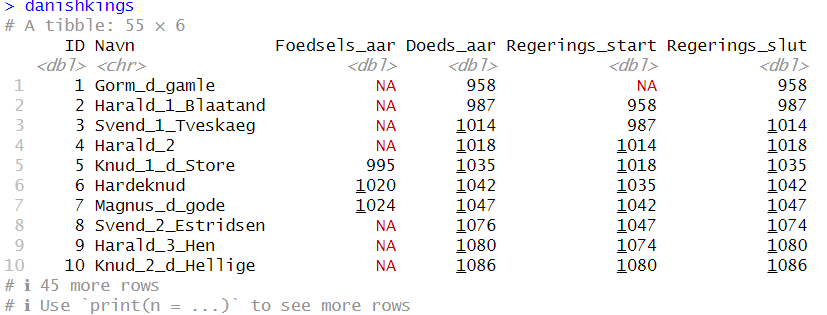 > danishkings
# A tibble: 55 × 6
ID Navn Foedsels_aar Doeds_aar Regerings_start Regerings_slut
<dbl> <chr> <dbl> <dbl> <dbl> <dbl>
1 1 Gorm_d_gamle NA 958 NA 958
2 2 Harald_1_Blaatand NA 987 958 987
3 3 Svend_1_Tveskaeg NA 1014 987 1014
4 4 Harald_2 NA 1018 1014 1018
5 5 Knud_1_d_Store 995 1035 1018 1035
6 6 Hardeknud 1020 1042 1035 1042
7 7 Magnus_d_gode 1024 1047 1042 1047
8 8 Svend_2_Estridsen NA 1076 1047 1074
9 9 Harald_3_Hen NA 1080 1074 1080
10 10 Knud_2_d_Hellige NA 1086 1080 1086
# ℹ 45 more rows
# ℹ Use `print(n = ...)` to see more rows